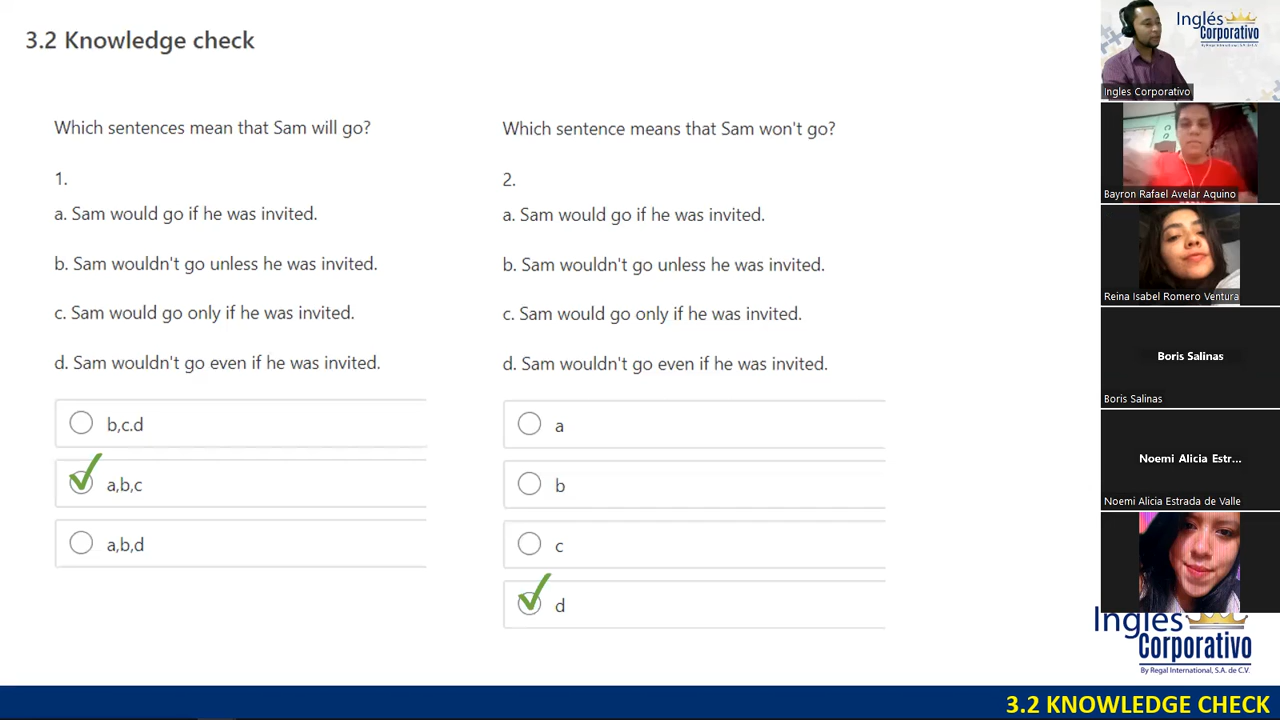 3.2 Knowledge check
Which sentences mean that Sam will go?
1.
a. Sam would go if he was invited.
b. Sam wouldn't go unless he was invited.
c. Sam would go only if he was invited.
d. Sam wouldn't go even if he was invited.
b,c.d
a,b,c
a,b,d
Which sentence means that Sam won't go?
2.
a. Sam would go if he was invited.
b. Sam wouldn't go unless he was invited.
c. Sam would go only if he was invited.
d. Sam wouldn't go even if he was invited.
a
b
c
d
Inglés
Corporativo
By Regal International, S.A. de C.V.
Ingles Corporativo
Bayron Rafael Avelar Aquino
Reina Isabel Romero Ventura
Boris Salinas
Boris Salinas
Noemi Alicia Estr...
Noemi Alicia Estrada de Valle
Inglés
Corporativo
By Regal International, S.A. de C.V.
3.2 KNOWLEDGE CHECK